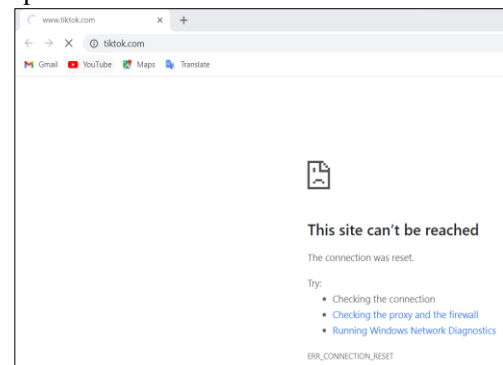 www.tiktok.com
tiktok.com
Gmail YouTube Maps Translate
This site can't be reached
The connection was reset.
Try:
• Checking the connection
• Checking the proxy and the firewall
• Running Windows Network Diagnostics
ERR_CONNECTION_RESET